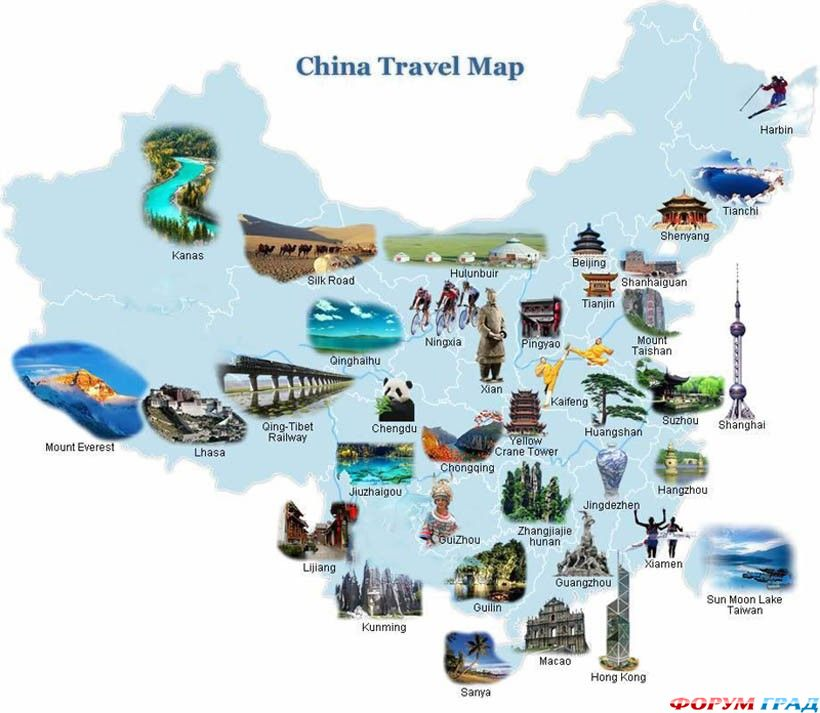 China Travel Map
Harbin
Tianchi
Shenyang
Kanas
Silk Road
Hulunbuir
Beijing
Shanhaiguan
Tianjin
Ningxia
Pingyao
Mount
Taishan
Qinghaihu
Xian
Kaifeng
Mount Everest
Lhasa
Qing-Tibet
Railway
Chengdu
Yellow
Crane Tower
Huangshan
Suzhou
Shanghai
Chongqing
Jiuzhaigou
Hangzhou
Jingdezhen
GuiZhou
Zhangjiajie
hunan
Lijiang
Xiamen
Guangzhou
Sun Moon Lake
Taiwan
Guilin
Kunming
Macao
Hong Kong
Sanya
ФОРУМ ГРАД